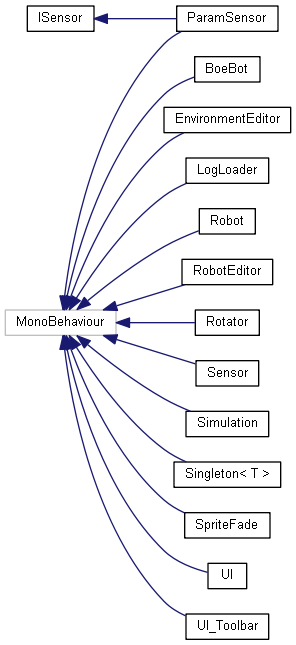 ISensor
ParamSensor
BoeBot
EnvironmentEditor
LogLoader
Robot
RobotEditor
MonoBehaviour
Rotator
Sensor
Simulation
Singleton< T >
SpriteFade
UI
UI_Toolbar